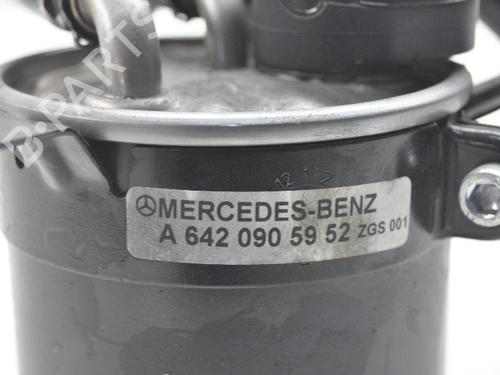 B-PARTS
12 1-2
MERCEDES-BENZ
A 642 090 59 52 ZGS 001